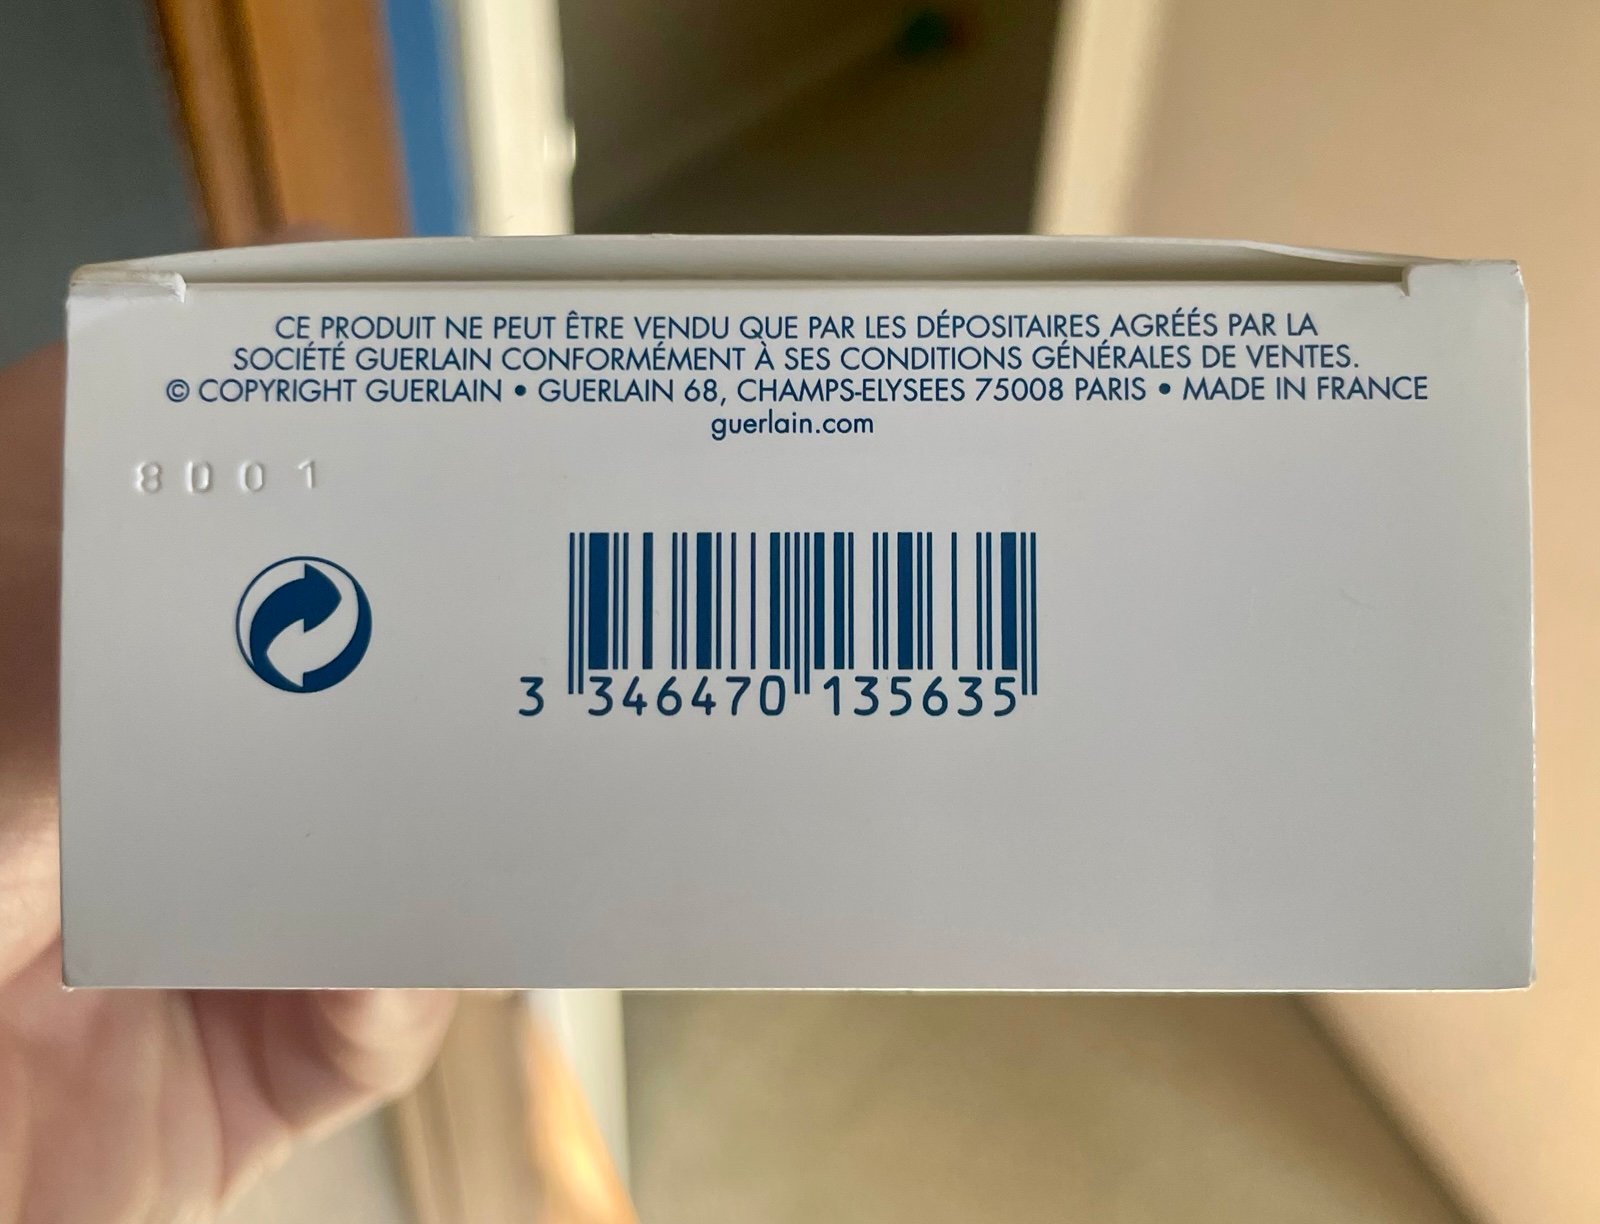 CE PRODUIT NE PEUT ÊTRE VENDU QUE PAR LES DÉPOSITAIRES AGRÉÉS PAR LA
SOCIÉTÉ GUERLAIN CONFORMÉMENT À SES CONDITIONS GÉNÉRALES DE VENTES.
© COPYRIGHT GUERLAIN • GUERLAIN 68, CHAMPS-ELYSEES 75008 PARIS • MADE IN FRANCE
guerlain.com
8001
3 346470 135635